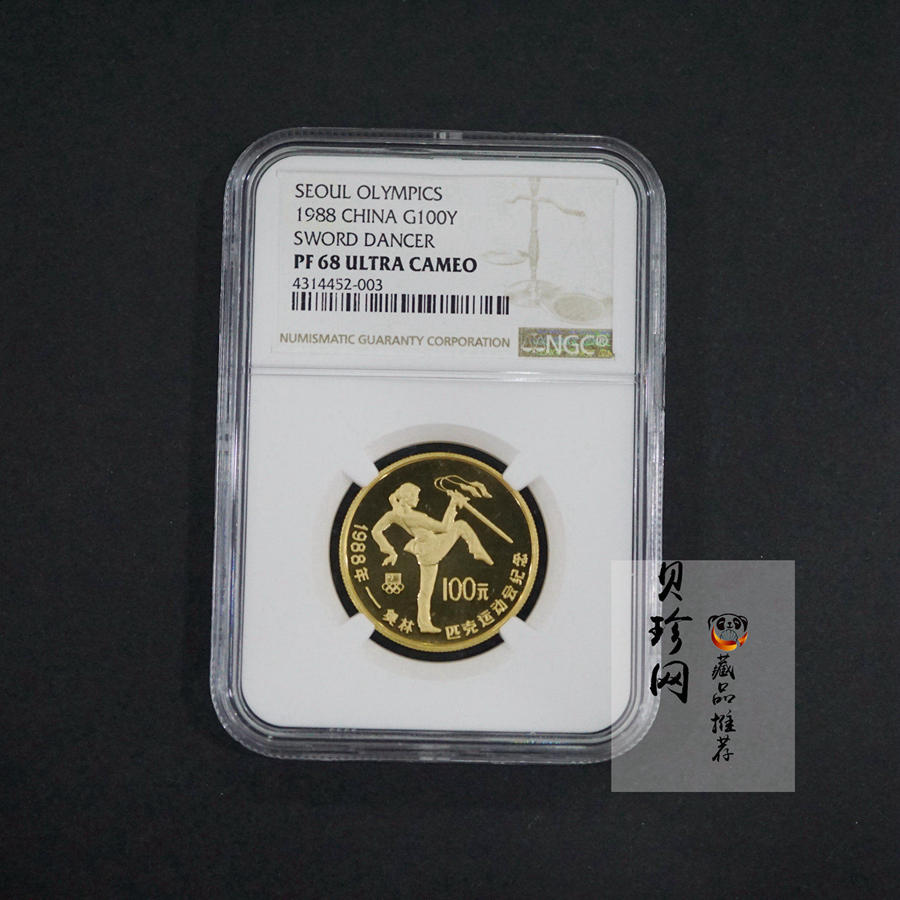 SEOUL OLYMPICS
1988 CHINA G100Y
SWORD DANCER
PF 68 ULTRA CAMEO
4314452-003
NUMISMATIC GUARANTY CORPORATION
NGC®
100元
1988年—奥林匹克运动会纪念
贝珍网
藏品推荐